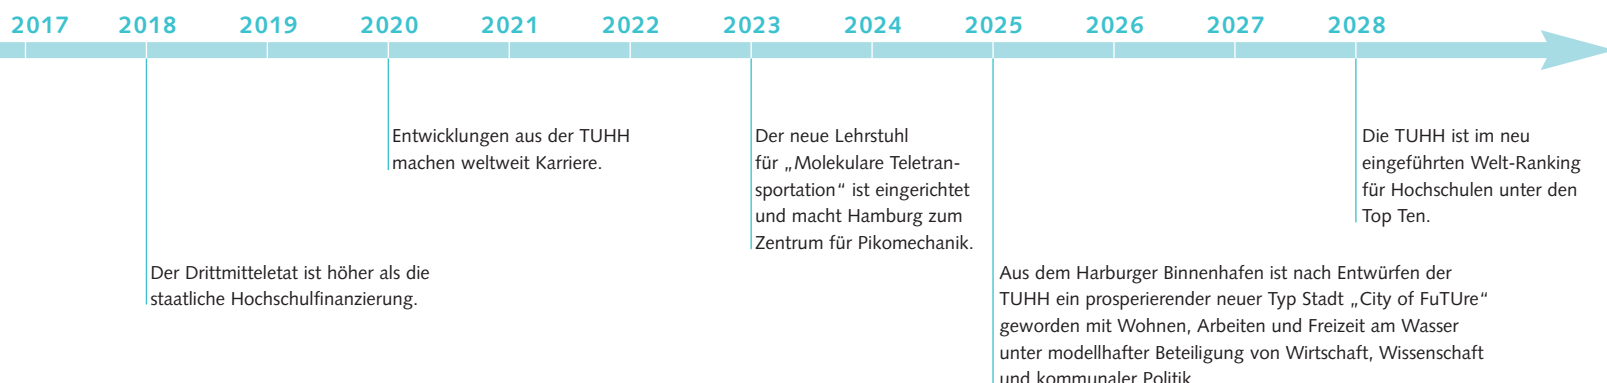 2017 2018 2019 2020 2021 2022 2023 2024 2025 2026 2027 2028
Entwicklungen aus der TUHH
machen weltweit Karriere.
Der neue Lehrstuhl
für „Molekulare Teletran-
sportation“ ist eingerichtet
und macht Hamburg zum
Zentrum für Pikomechanik.
Die TUHH ist im neu
eingeführten Welt-Ranking
für Hochschulen unter den
Top Ten.
Der Drittmitteletat ist höher als die
staatliche Hochschulfinanzierung.
Aus dem Harburger Binnenhafen ist nach Entwürfen der
TUHH ein prosperierender neuer Typ Stadt „City of FuTUre“
geworden mit Wohnen, Arbeiten und Freizeit am Wasser
unter modellhafter Beteiligung von Wirtschaft, Wissenschaft
und kommunaler Politik